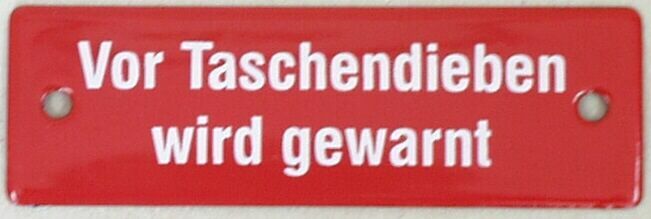 Vor Taschendieben
wird gewarnt